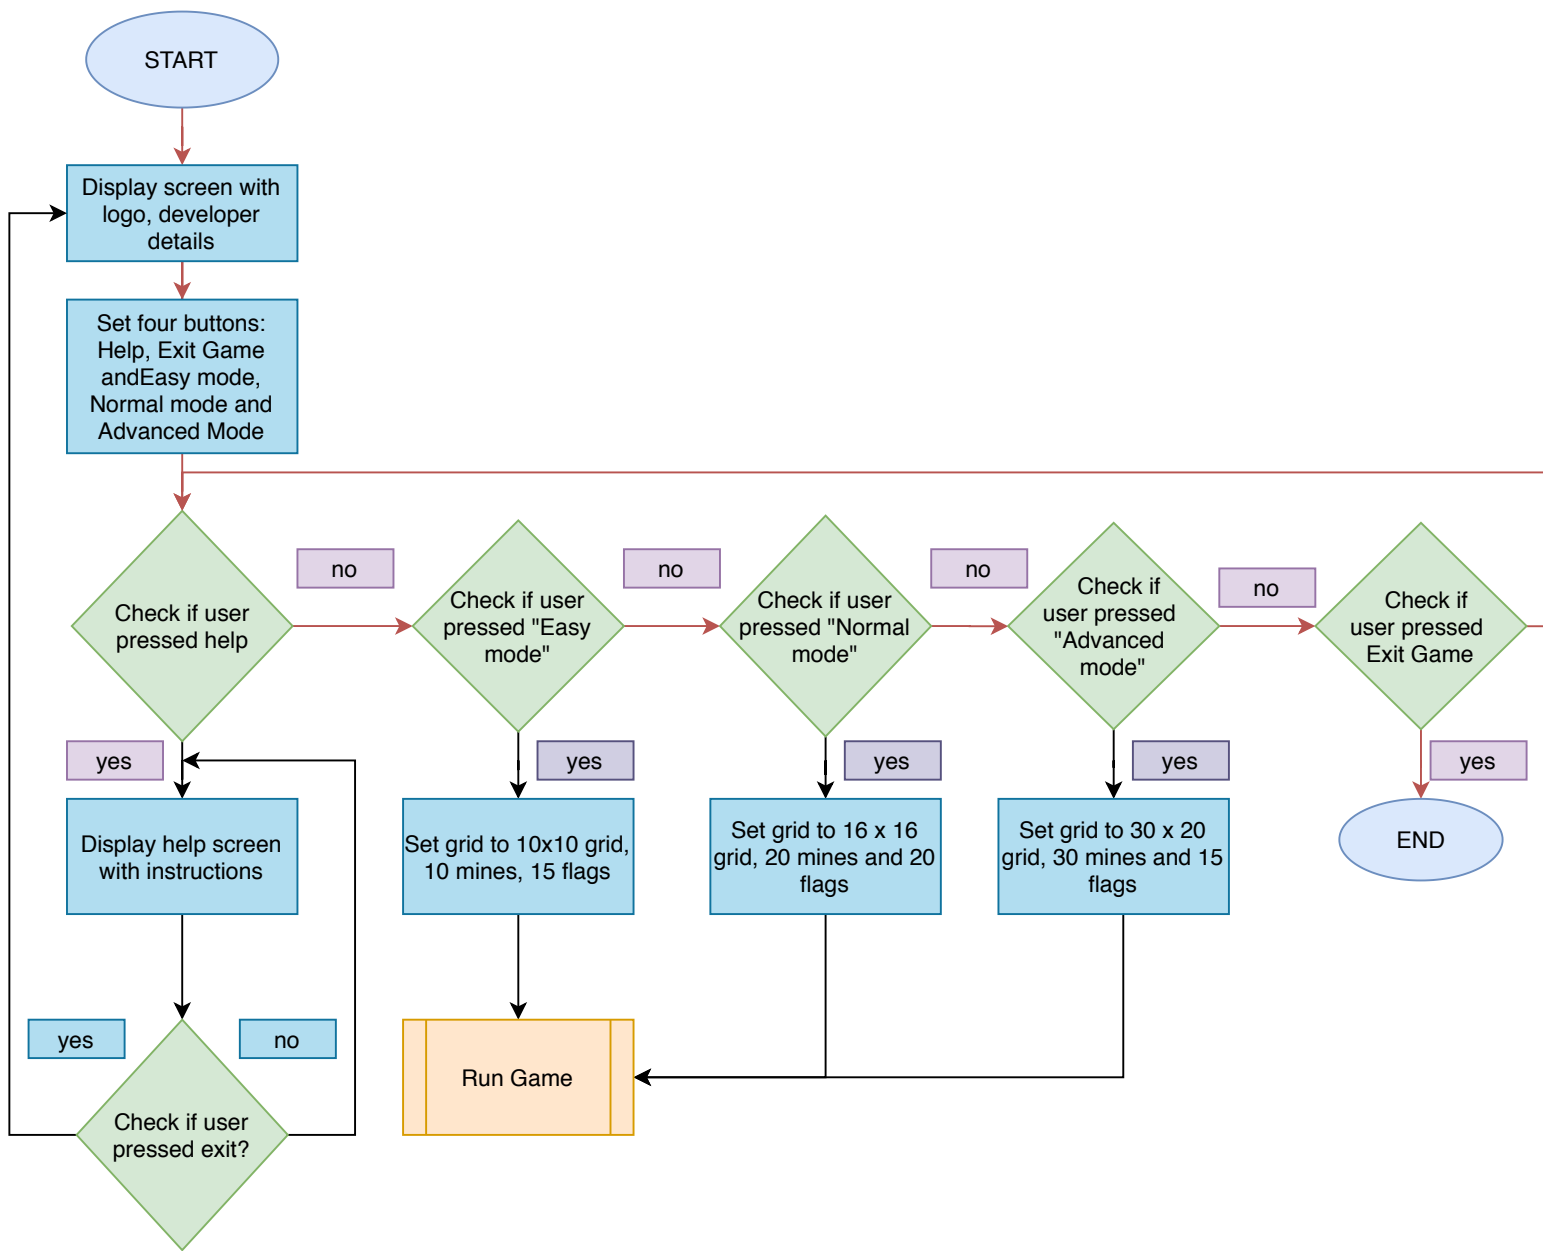 START
Display screen with
logo, developer
details
Set four buttons:
Help, Exit Game
andEasy mode,
Normal mode and
Advanced Mode
Check if user
pressed help
no
Check if user
pressed "Easy
mode"
no
Check if user
pressed "Normal
mode"
no
Check if
user pressed
"Advanced
mode"
no
Check if
user pressed
Exit Game
yes
yes
yes
yes
yes
Display help screen
with instructions
Set grid to 10x10 grid,
10 mines, 15 flags
Set grid to 16 x 16
grid, 20 mines and 20
flags
Set grid to 30 x 20
grid, 30 mines and 15
flags
END
yes
no
Check if user
pressed exit?
Run Game